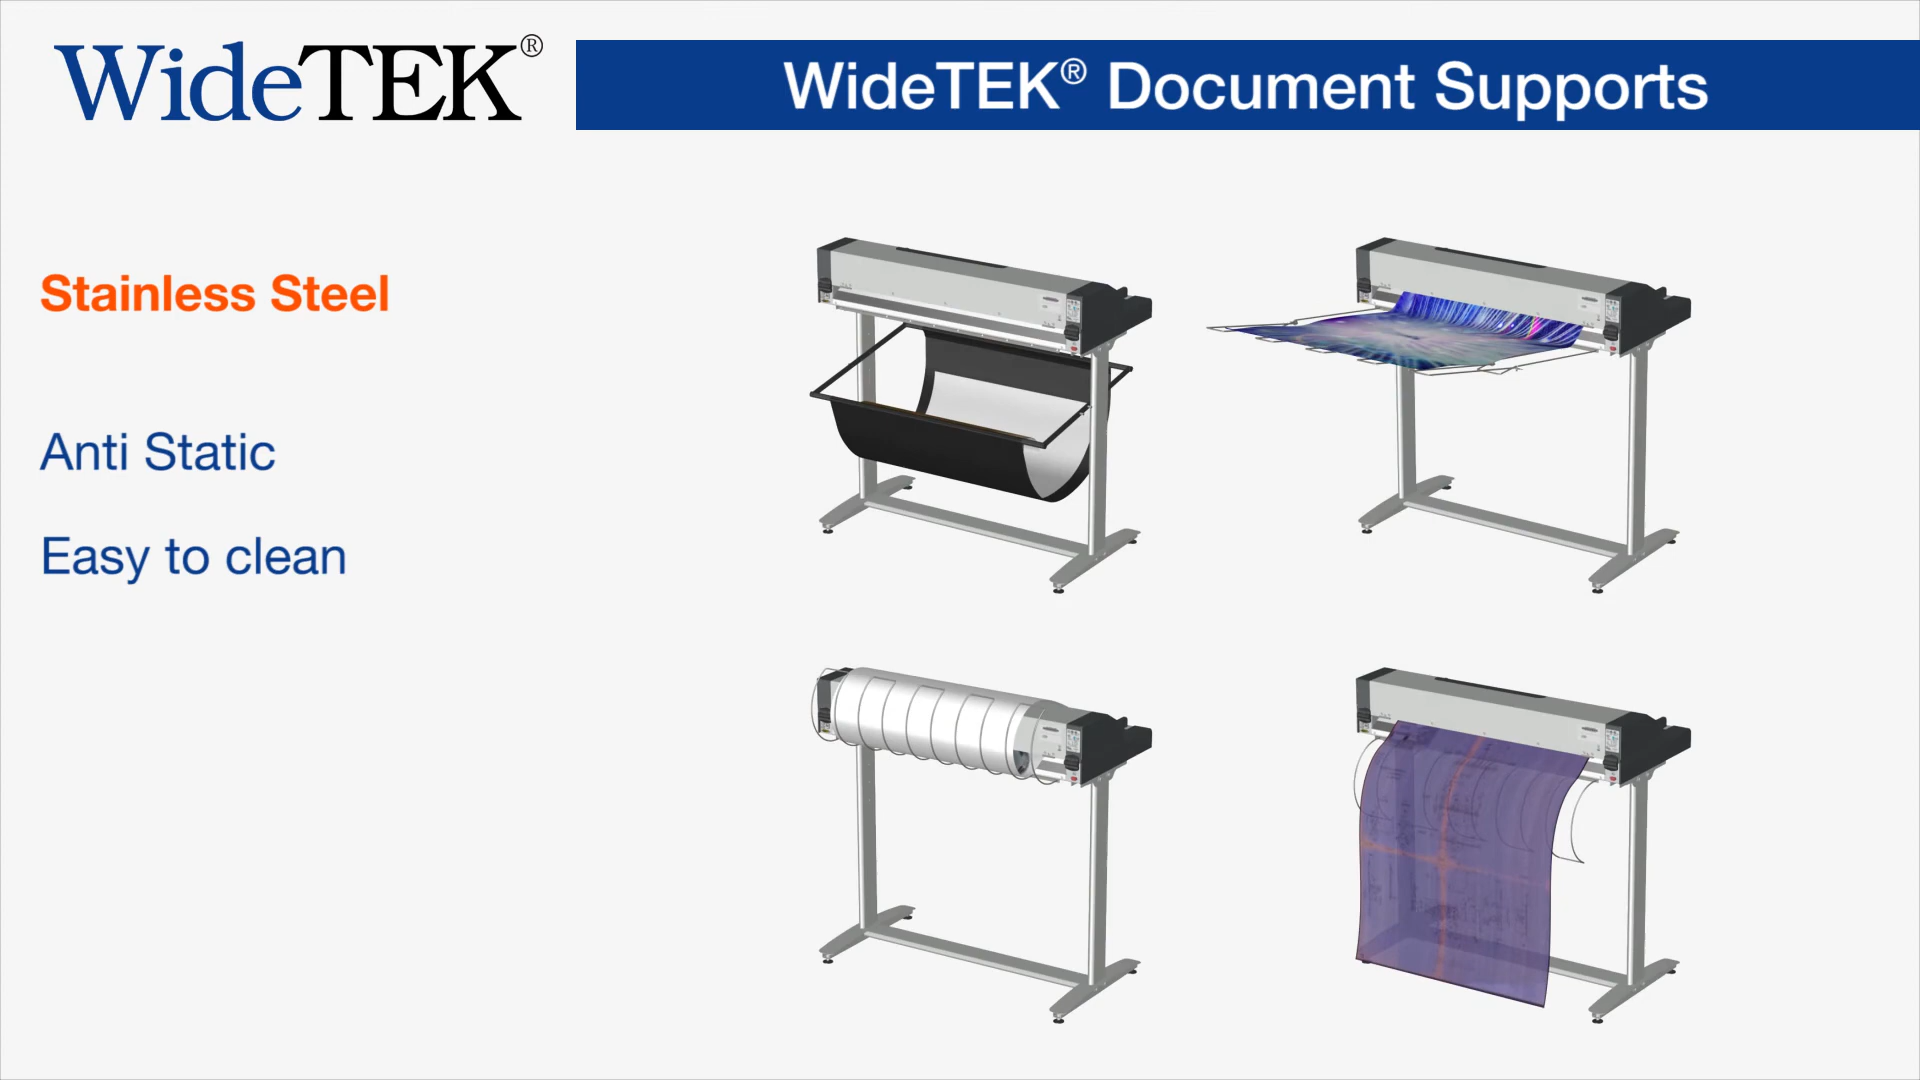 WideTEK®
WideTEK® Document Supports
Stainless Steel
Anti Static
Easy to clean